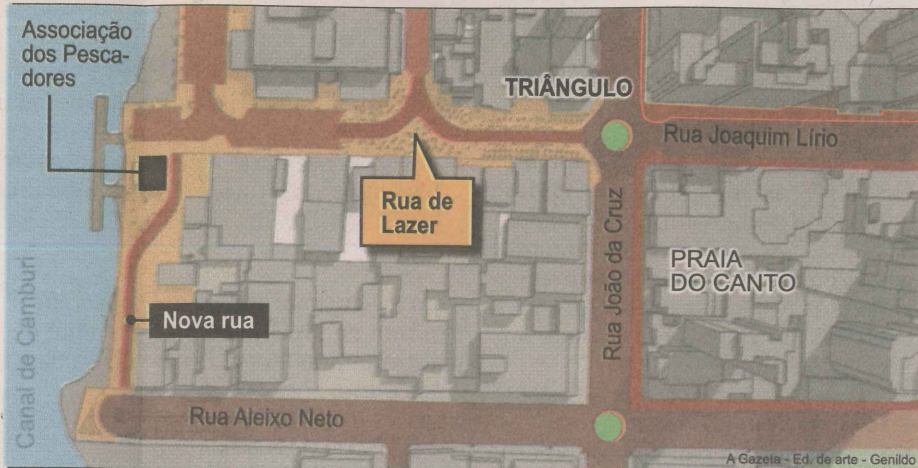 Associação
dos Pesca-
dores
TRIÂNGULO
Rua Joaquim Lírio
Rua de
Lazer
Rua João da Cruz
PRAIA
DO CANTO
Nova rua
Canal de Camburi
Rua Aleixo Neto
A Gazeta - Ed. de arte - Genildo